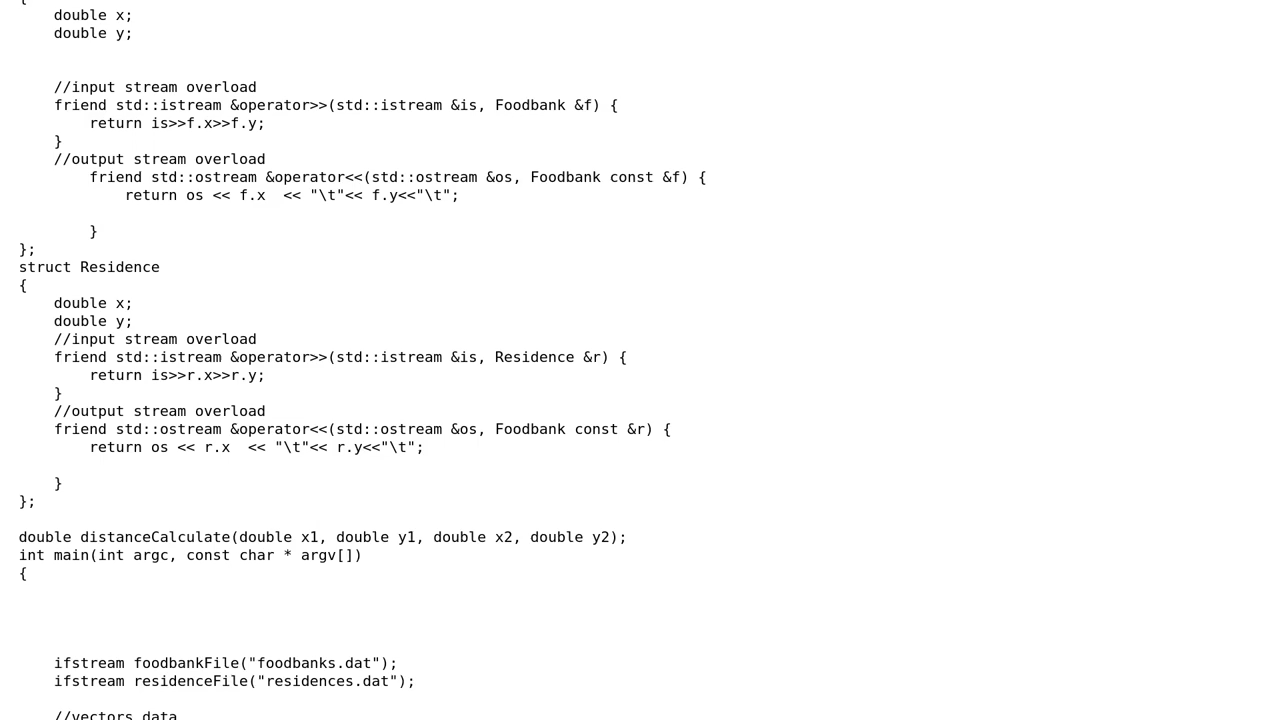 {
    double x;
    double y;
    //input stream overload
    friend std::istream &operator>>(std::istream &is, Foodbank &f) {
        return is>>f.x>>f.y;
    }
    //output stream overload
        friend std::ostream &operator<<(std::ostream &os, Foodbank const &f) {
            return os << f.x  << "\t"<< f.y<<"\t";
        }
};
struct Residence
{
    double x;
    double y;
    //input stream overload
    friend std::istream &operator>>(std::istream &is, Residence &r) {
        return is>>r.x>>r.y;
    }
    //output stream overload
    friend std::ostream &operator<<(std::ostream &os, Foodbank const &r) {
        return os << r.x  << "\t"<< r.y<<"\t";
    }
};
double distanceCalculate(double x1, double y1, double x2, double y2);
int main(int argc, const char * argv[])
{
    ifstream foodbankFile("foodbanks.dat");
    ifstream residenceFile("residences.dat");
    //vectors data